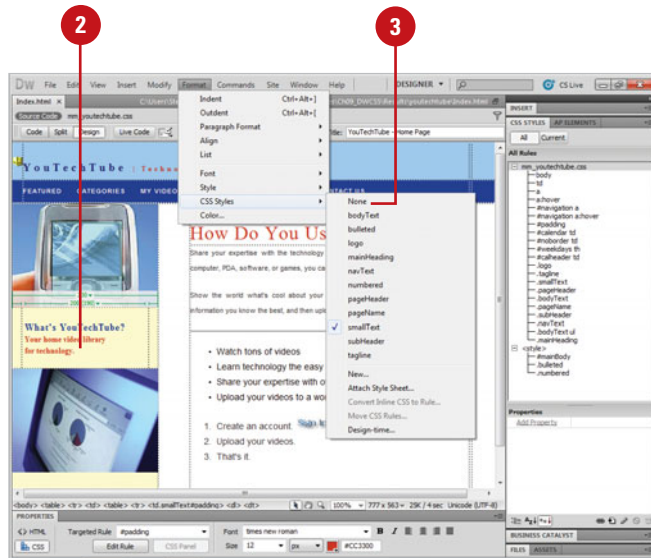 2
3
DW File Edit View Insert Modify Format Commands Site Window Help DESIGNER CS Live
Index.html
Source Code mm_youtechtube.css
Code Split Design Live Code Title: YouTechTube - Home Page
Indent Ctrl+Alt+]
Outdent Ctrl+Alt+[
Paragraph Format
Align
List
Font
Style
CSS Styles
Color...
None
bodyText
bulleted
logo
mainHeading
navText
numbered
pageHeader
pageName
smallText
subHeader
tagline
New...
Attach Style Sheet...
Convert Inline CSS to Rule...
Move CSS Rules...
Design-time...
YouTechTube
FEATURED CATEGORIES MY VIDEO
How Do You Us
Share your expertise with the technology
computer, PDA, software, or games, you ca
Show the world what's cool about your
information you know the best, and then uplo
What's YouTechTube?
Your home video library
for technology.
• Watch tons of videos
• Learn technology the easy
• Share your expertise with o
• Upload your videos to a wo
1. Create an account.
2. Upload your videos.
3. That's it.
INSERT
CSS STYLES AP ELEMENTS
All Current
All Rules
mm_youtechtube.css
body
td
a
a:hover
#navigation a
#navigation a:hover
#padding
#calendar td
#noborder td
#weekdays th
#calheader td
.logo
.tagline
.smallText
.pageHeader
.bodyText
.pageName
.subHeader
.navText
.bodyText ul
.mainHeading
<style>
#mainBody
.bulleted
.numbered
Properties
Add Property
<body> <table> <tr> <td> <table> <tr> <td.smallText#padding> <dl> <dt> 100% 777 x 563 25K / 4 sec Unicode (UTF-8)
PROPERTIES
HTML Targeted Rule #padding Font times new roman B I
CSS Edit Rule CSS Panel Size 12 px #CC3300
BUSINESS CATALYST
FILES ASSETS